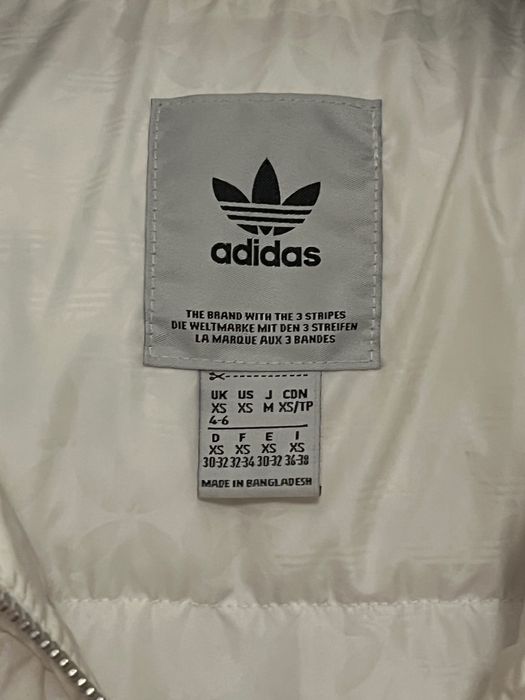 adidas
THE BRAND WITH THE 3 STRIPES
DIE WELTMARKE MIT DEN 3 STREIFEN
LA MARQUE AUX 3 BANDES
UK US J CDN
XS XS M XS/TP
4-6
D F E I
XS XS XS XS
30-32 32-34 30-32 36-38
MADE IN BANGLADESH